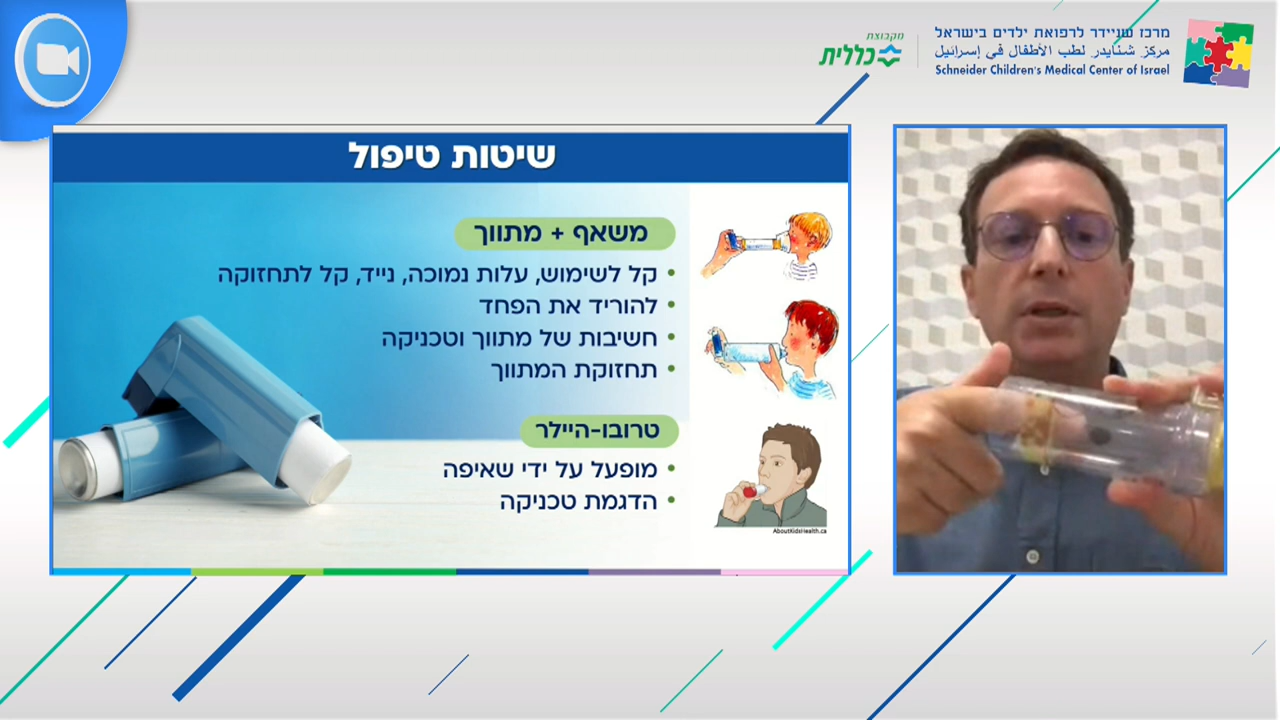 מקבוצת
כללית
מרכז שניידר לרפואת ילדים בישראל
مركز شنايدر لطب الأطفال في إسرائيل
Schneider Children's Medical Center of Israel
שיטות טיפול
משאף + מתווך
• קל לשימוש, עלות נמוכה, נייד, קל לתחזוקה
• להוריד את הפחד
• חשיבות של מתווך וטכניקה
• תחזוקת המתווך
טרובו-היילר
• מופעל על ידי שאיפה
• הדגמת טכניקה
AboutKidsHealth.ca